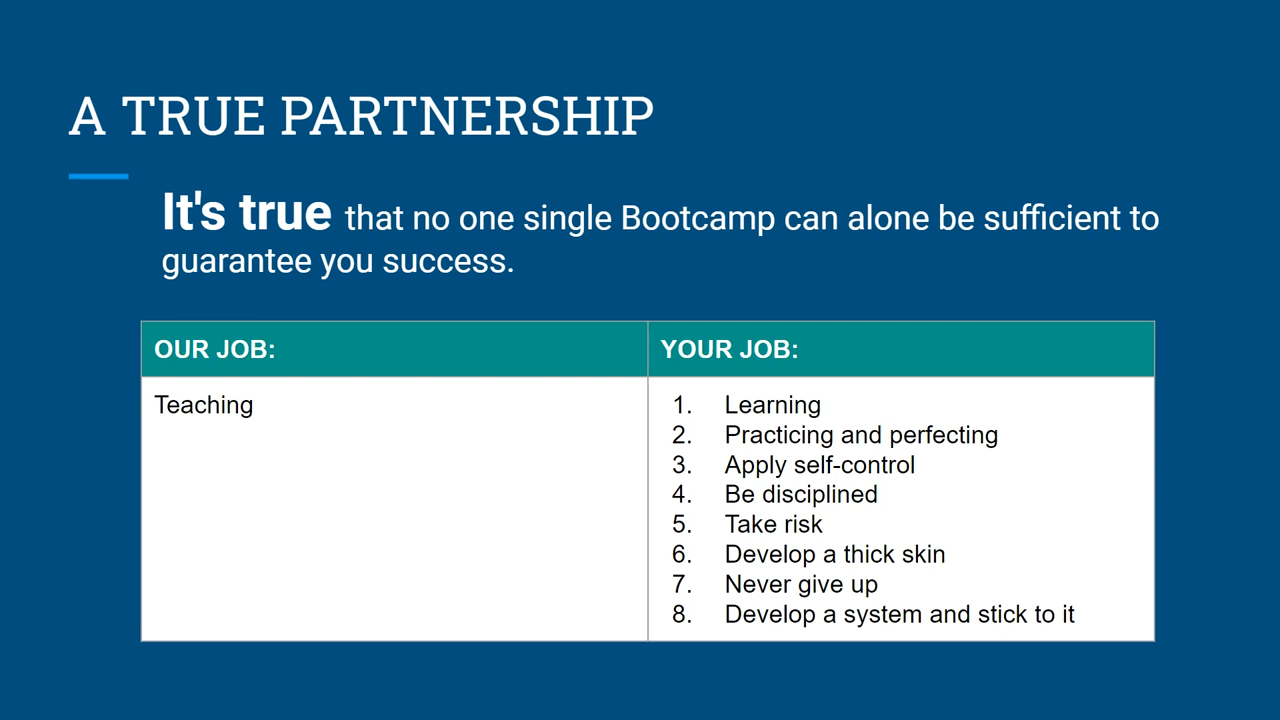 A TRUE PARTNERSHIP
It's true that no one single Bootcamp can alone be sufficient to
guarantee you success.
OUR JOB:
YOUR JOB:
Teaching
1. Learning
2. Practicing and perfecting
3. Apply self-control
4. Be disciplined
5. Take risk
6. Develop a thick skin
7. Never give up
8. Develop a system and stick to it